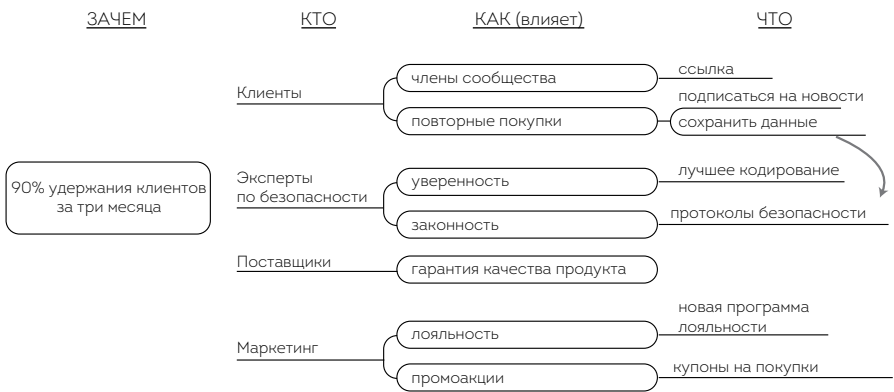 ЗАЧЕМ
КТО
КАК (влияет)
ЧТО
90% удержания клиентов
за три месяца
Клиенты
члены сообщества
ссылка
повторные покупки
подписаться на новости
сохранить данные
Эксперты
по безопасности
уверенность
лучшее кодирование
законность
протоколы безопасности
Поставщики
гарантия качества продукта
Маркетинг
лояльность
новая программа
лояльности
промоакции
купоны на покупки